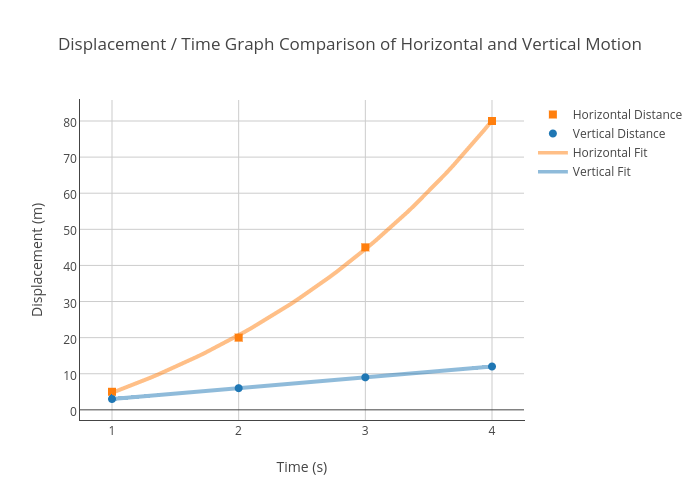 Displacement / Time Graph Comparison of Horizontal and Vertical Motion
Displacement (m)
80
70
60
50
40
30
20
10
0
1 2 3 4
Time (s)
Horizontal Distance
Vertical Distance
Horizontal Fit
Vertical Fit